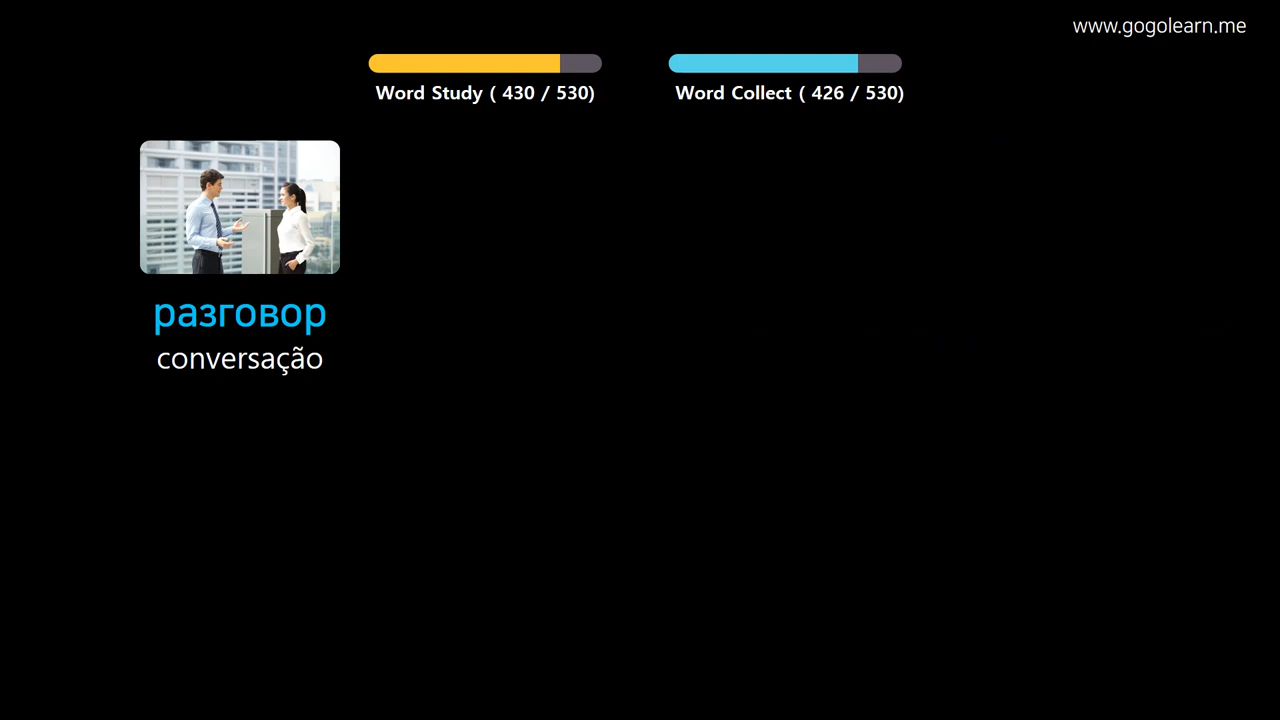 www.gogolearn.me
Word Study ( 430 / 530)
Word Collect ( 426 / 530)
разговор
conversação